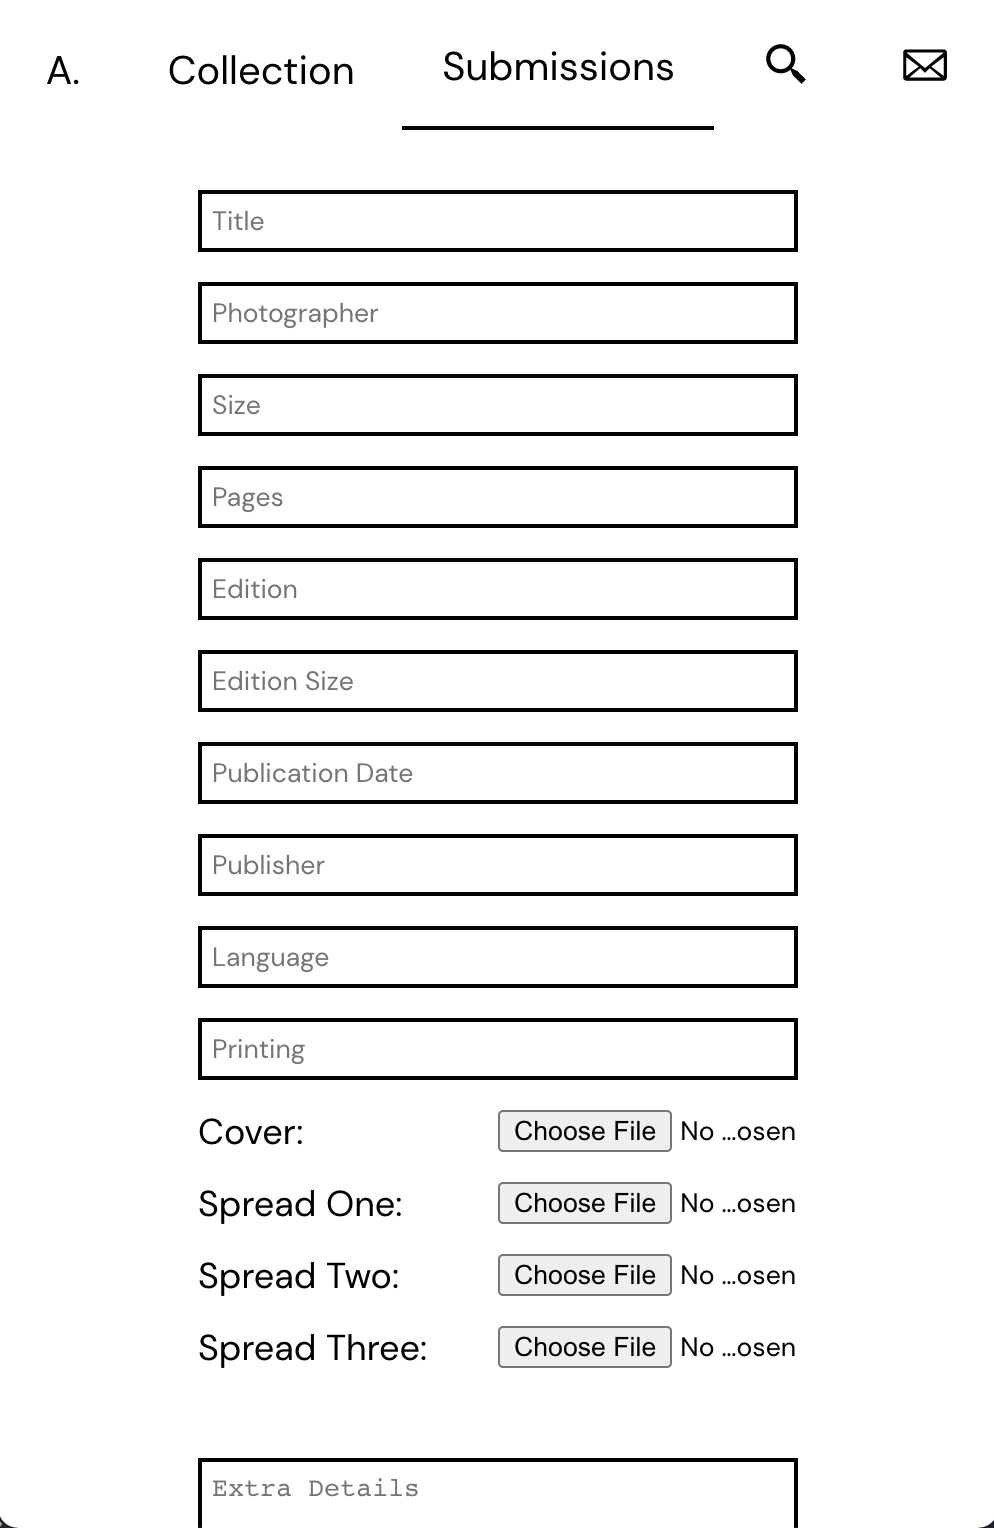 A. Collection Submissions
Title
Photographer
Size
Pages
Edition
Edition Size
Publication Date
Publisher
Language
Printing
Cover: Choose File No ...osen
Spread One: Choose File No ...osen
Spread Two: Choose File No ...osen
Spread Three: Choose File No ...osen
Extra Details